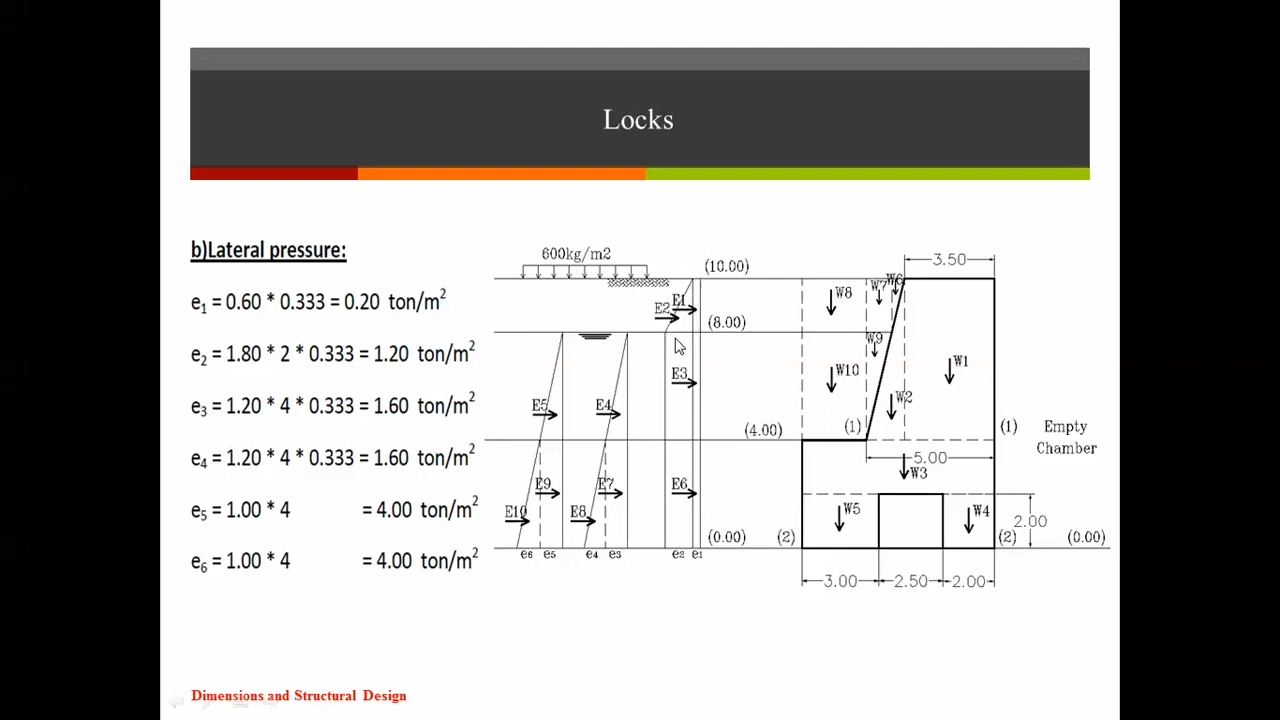 Locks
b)Lateral pressure:
e1 = 0.60 * 0.333 = 0.20 ton/m2
e2 = 1.80 * 2 * 0.333 = 1.20 ton/m2
e3 = 1.20 * 4 * 0.333 = 1.60 ton/m2
e4 = 1.20 * 4 * 0.333 = 1.60 ton/m2
e5 = 1.00 * 4 = 4.00 ton/m2
e6 = 1.00 * 4 = 4.00 ton/m2
600kg/m2
(10.00)
3.50
E1
E2
W8
W7
W6
(8.00)
W9
E3
W10
W1
E5
E4
W2
(4.00)
(1)
(1)
Empty
Chamber
5.00
W3
E9
E7
E6
E10
E8
W5
W4
2.00
(0.00)
(2)
(2)
(0.00)
e6
e5
e4
e3
e2
e1
3.00
2.50
2.00
Dimensions and Structural Design